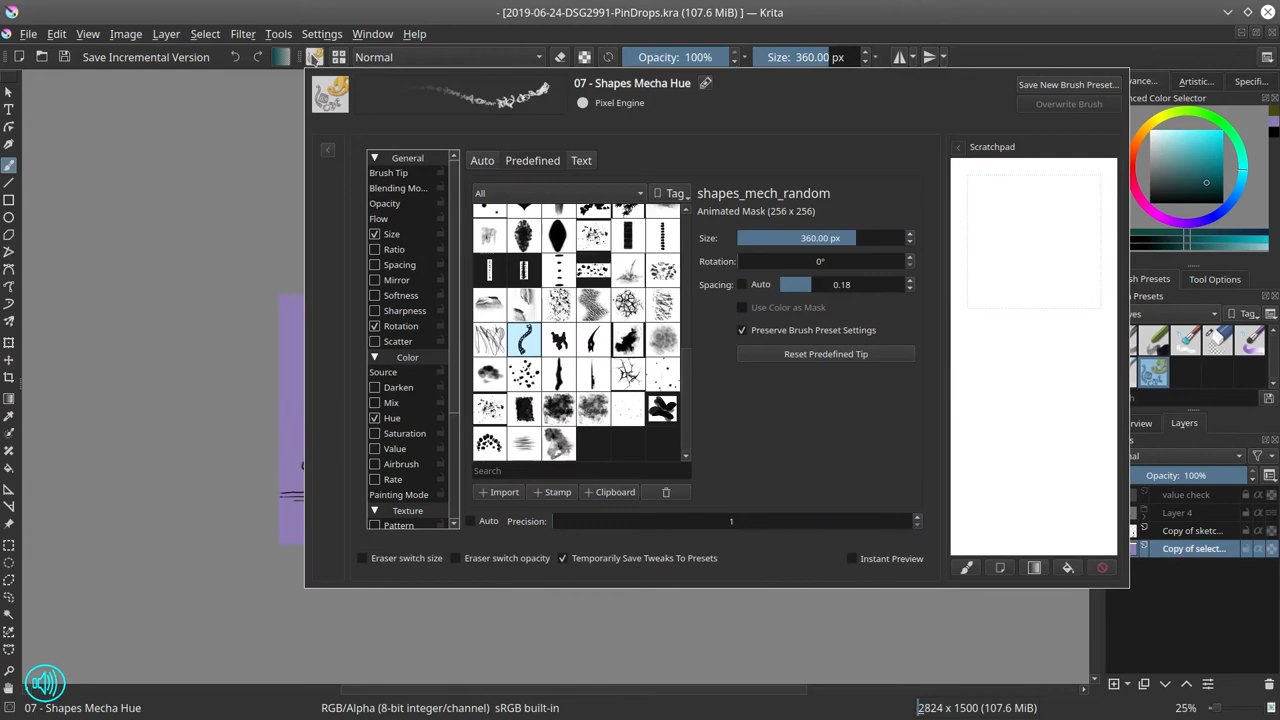 - [2019-06-24-DSG2991-PinDrops.kra (107.6 MiB) ] — Krita
File Edit View Image Layer Select Filter Tools Settings Window Help
Save Incremental Version Normal Opacity: 100% Size: 360.00 px
07 - Shapes Mecha Hue
Pixel Engine
Save New Brush Preset...
Overwrite Brush
Artistic... Specifi...
Scratchpad
General
Brush Tip
Blending Mo...
Opacity
Flow
Size
Ratio
Spacing
Mirror
Softness
Sharpness
Rotation
Scatter
Color
Source
Darken
Mix
Hue
Saturation
Value
Airbrush
Rate
Painting Mode
Texture
Pattern
Auto Predefined Text
All Tag
Search
Import Stamp Clipboard
shapes_mech_random
Animated Mask (256 x 256)
Size: 360.00 px
Rotation: 0°
Spacing: Auto 0.18
Use Color as Mask
Preserve Brush Preset Settings
Reset Predefined Tip
Auto Precision: 1
Eraser switch size Eraser switch opacity Temporarily Save Tweaks To Presets Instant Preview
ced Color Selector
Tool Options
Tag
Layers
Opacity: 100%
value check
Layer 4
Copy of sketc...
Copy of select...
07 - Shapes Mecha Hue RGB/Alpha (8-bit integer/channel) sRGB built-in 2824 x 1500 (107.6 MiB) 25%